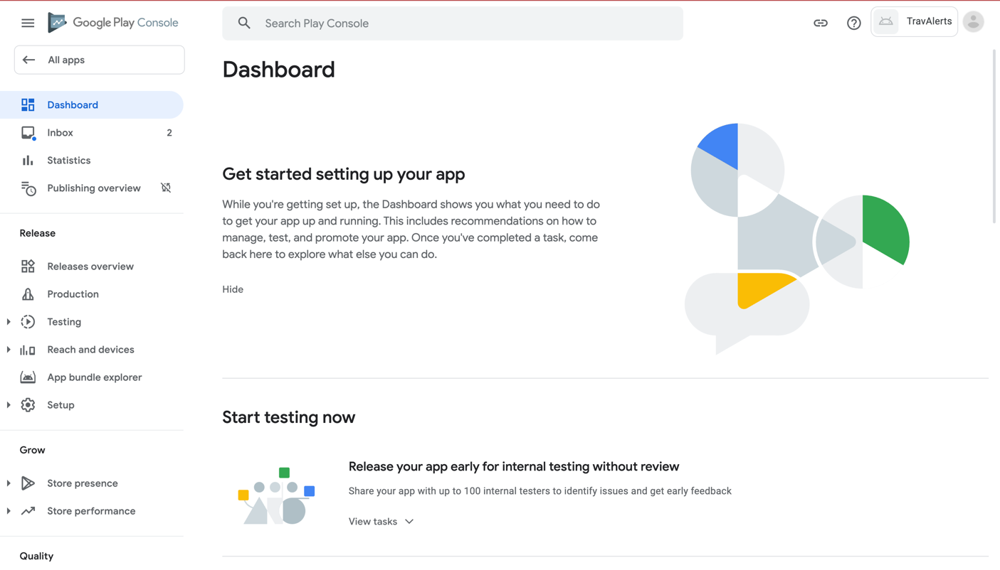 Google Play Console
Search Play Console
TravAlerts
All apps
Dashboard
Inbox 2
Statistics
Publishing overview
Release
Releases overview
Production
Testing
Reach and devices
App bundle explorer
Setup
Grow
Store presence
Store performance
Quality
Dashboard
Get started setting up your app
While you're getting set up, the Dashboard shows you what you need to do
to get your app up and running. This includes recommendations on how to
manage, test, and promote your app. Once you've completed a task, come
back here to explore what else you can do.
Hide
Start testing now
Release your app early for internal testing without review
Share your app with up to 100 internal testers to identify issues and get early feedback
View tasks